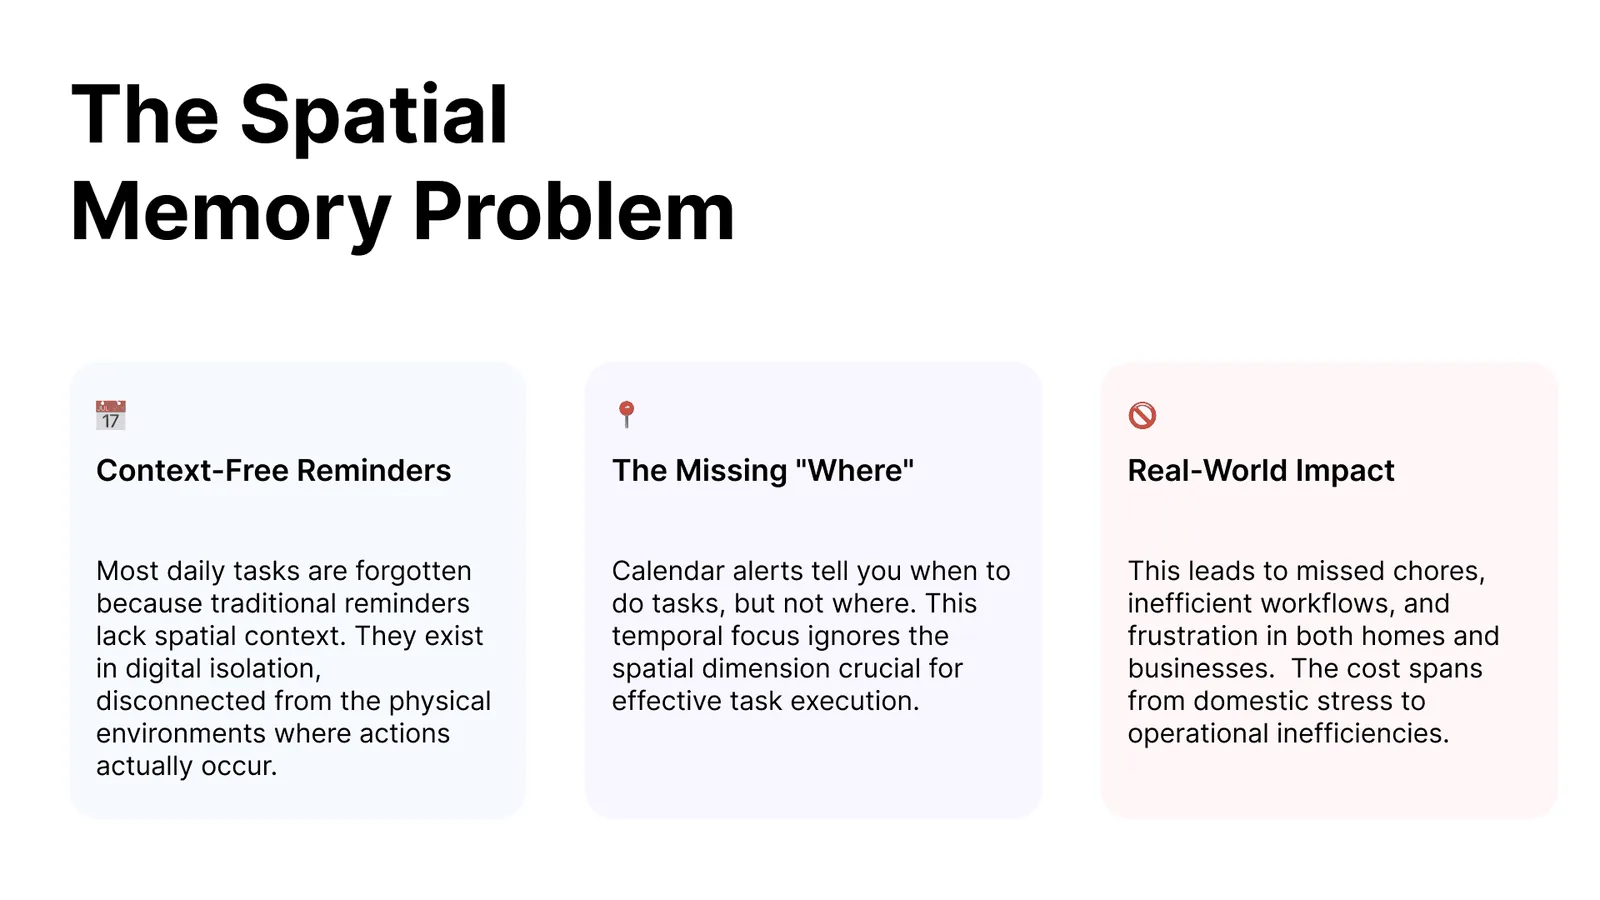 The Spatial
Memory Problem
JUL
17
Context-Free Reminders
Most daily tasks are forgotten
because traditional reminders
lack spatial context. They exist
in digital isolation,
disconnected from the physical
environments where actions
actually occur.
The Missing "Where"
Calendar alerts tell you when to
do tasks, but not where. This
temporal focus ignores the
spatial dimension crucial for
effective task execution.
Real-World Impact
This leads to missed chores,
inefficient workflows, and
frustration in both homes and
businesses.  The cost spans
from domestic stress to
operational inefficiencies.